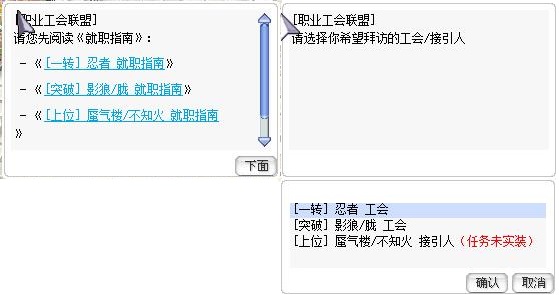 [职业工会联盟]
请您先阅读《就职指南》:
- 《[一转] 忍者 就职指南》
- 《[突破] 影狼/胧 就职指南》
- 《[上位] 蜃气楼/不知火 就职指南
》
下面
[职业工会联盟]
请选择你希望拜访的工会/接引人
[一转] 忍者 工会
[突破] 影狼/胧 工会
[上位] 蜃气楼/不知火 接引人 (任务未实装)
确认 取消